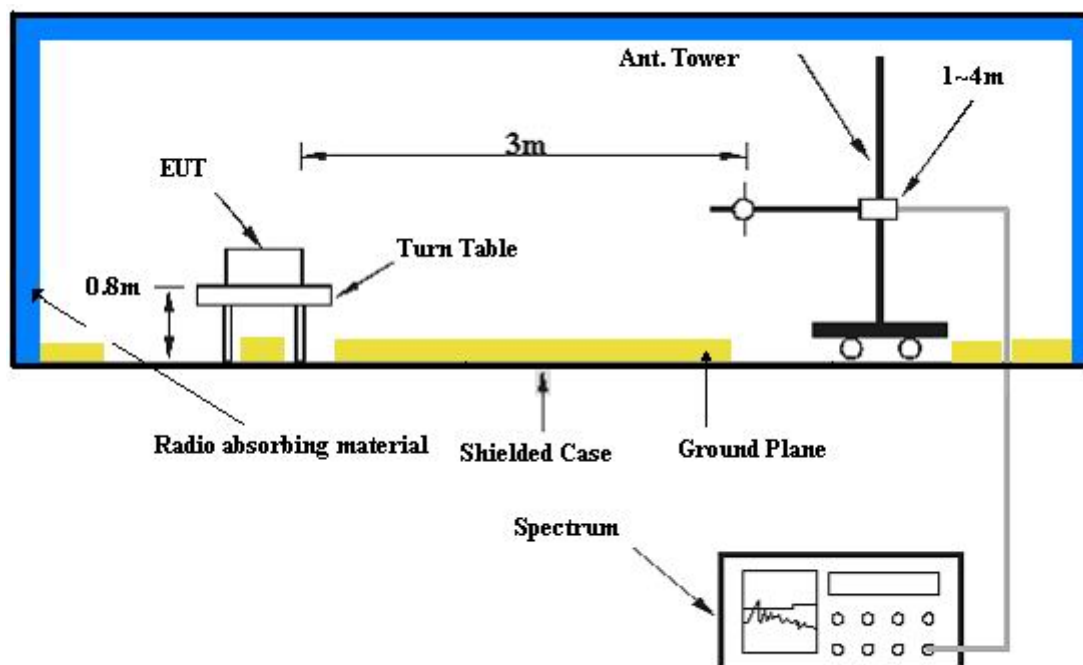 Ant. Tower
1~4m
3m
EUT
Turn Table
0.8m
Radio absorbing material
Shielded Case
Ground Plane
Spectrum